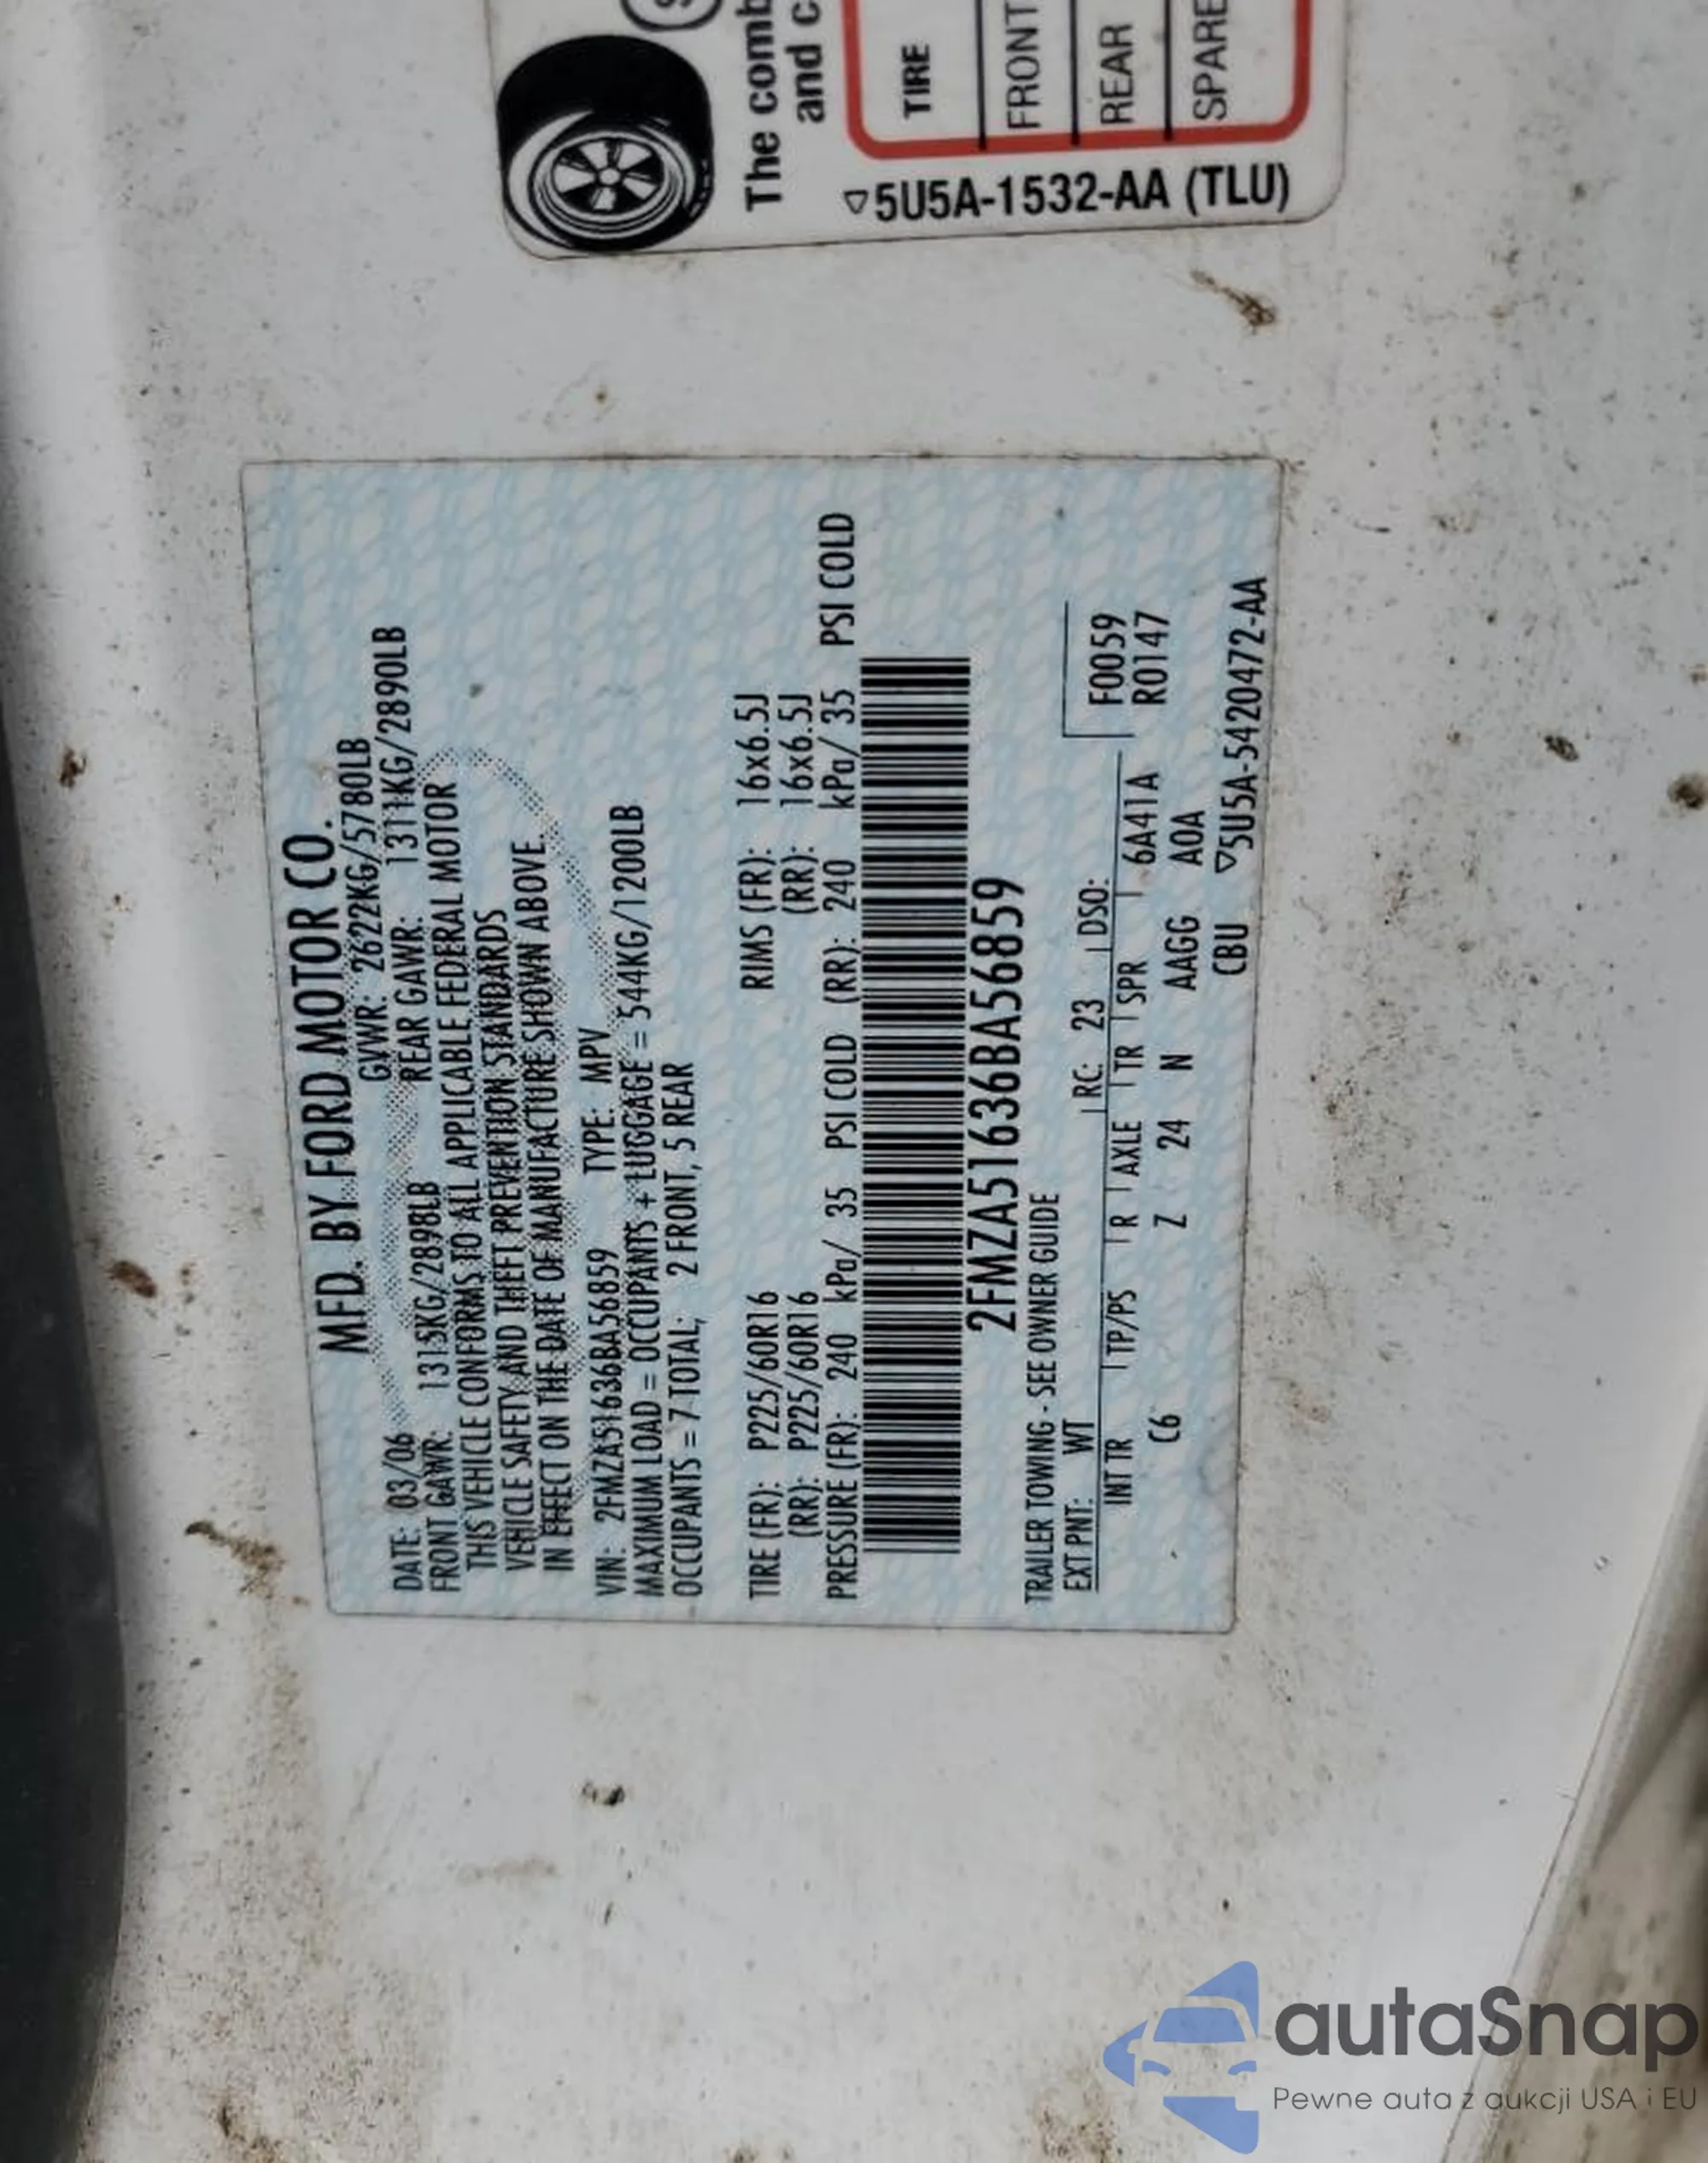 The comb
and c
TIRE
FRONT
REAR
SPARE
▽5U5A-1532-AA (TLU)
MFD. BY FORD MOTOR CO.
DATE: 03/06 GVWR: 2622KG/5780LB
FRONT GAWR: 1315KG/2898LB REAR GAWR: 1311KG/2890LB
THIS VEHICLE CONFORMS TO ALL APPLICABLE FEDERAL MOTOR
VEHICLE SAFETY AND THEFT PREVENTION STANDARDS
IN EFFECT ON THE DATE OF MANUFACTURE SHOWN ABOVE.
VIN: 2FMZA51636BA56859 TYPE: MPV
MAXIMUM LOAD = OCCUPANTS + LUGGAGE = 544KG/1200LB
OCCUPANTS = 7 TOTAL; 2 FRONT, 5 REAR
TIRE (FR): P225/60R16 RIMS (FR): 16x6.5J
(RR): P225/60R16 (RR): 16x6.5J
PRESSURE (FR): 240 kPa/ 35 PSI COLD (RR): 240 kPa/ 35 PSI COLD
2FMZA51636BA56859
TRAILER TOWING - SEE OWNER GUIDE
EXT PNT: WT RC: 23 DSO: F0059
INT TR TP/PS R AXLE TR SPR 6A41A R0147
C6 Z 24 N AAGG AOA
CBU ▽5U5A-5420472-AA
autaSnap
Pewne auta z aukcji USA i EU